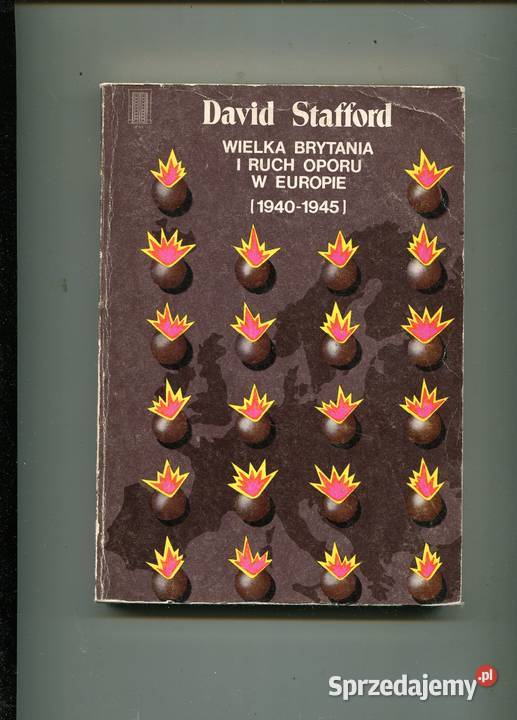 David Stafford
WIELKA BRYTANIA
I RUCH OPORU
W EUROPIE
[1940-1945]
Sprzedajemy.pl